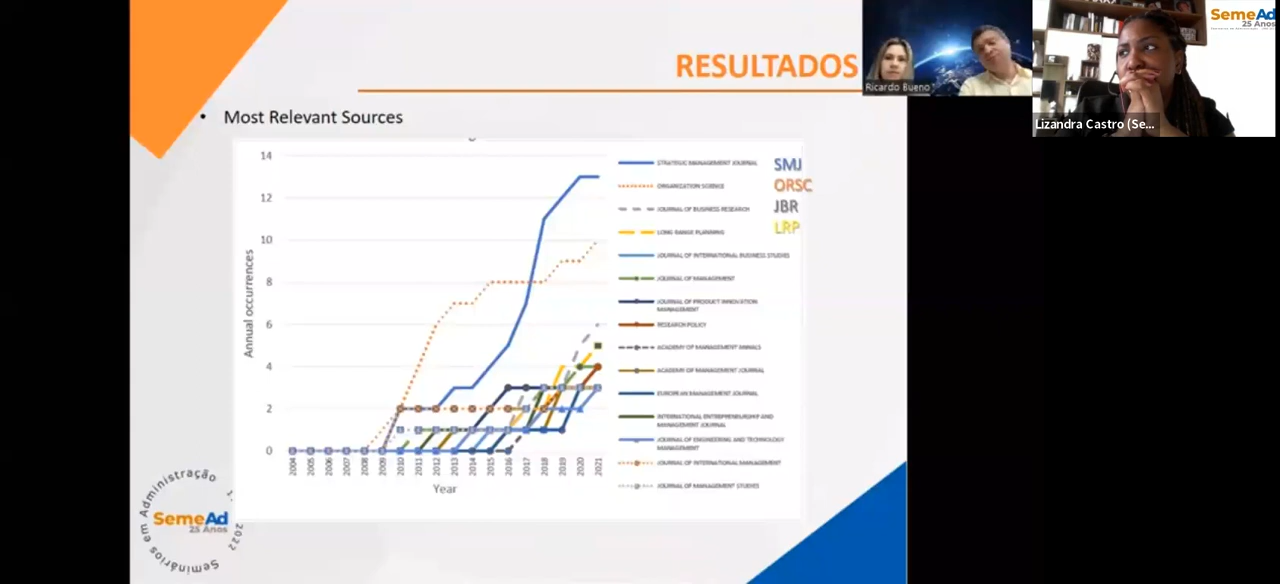 RESULTADOS
• Most Relevant Sources
14
12
10
8
6
4
2
0
Annual occurrences
2004
2005
2006
2007
2008
2009
2010
2011
2012
2013
2014
2015
2016
2017
2018
2019
2020
2021
Year
STRATEGIC MANAGEMENT JOURNAL
ORGANIZATION SCIENCE
JOURNAL OF BUSINESS RESEARCH
LONG RANGE PLANNING
JOURNAL OF INTERNATIONAL BUSINESS STUDIES
JOURNAL OF MANAGEMENT
JOURNAL OF PRODUCT INNOVATION
MANAGEMENT
RESEARCH POLICY
ACADEMY OF MANAGEMENT ANNALS
ACADEMY OF MANAGEMENT JOURNAL
EUROPEAN MANAGEMENT JOURNAL
INTERNATIONAL ENTREPRENEURSHIP AND
MANAGEMENT JOURNAL
JOURNAL OF ENGINEERING AND TECHNOLOGY
MANAGEMENT
JOURNAL OF INTERNATIONAL MANAGEMENT
JOURNAL OF MANAGEMENT STUDIES
SMJ
ORSC
JBR
LRP
Ricardo Bueno
Lizandra Castro (Se...
SemeAd
25 Anos
Seminários em Administração
2022
SemeAd
25 Anos